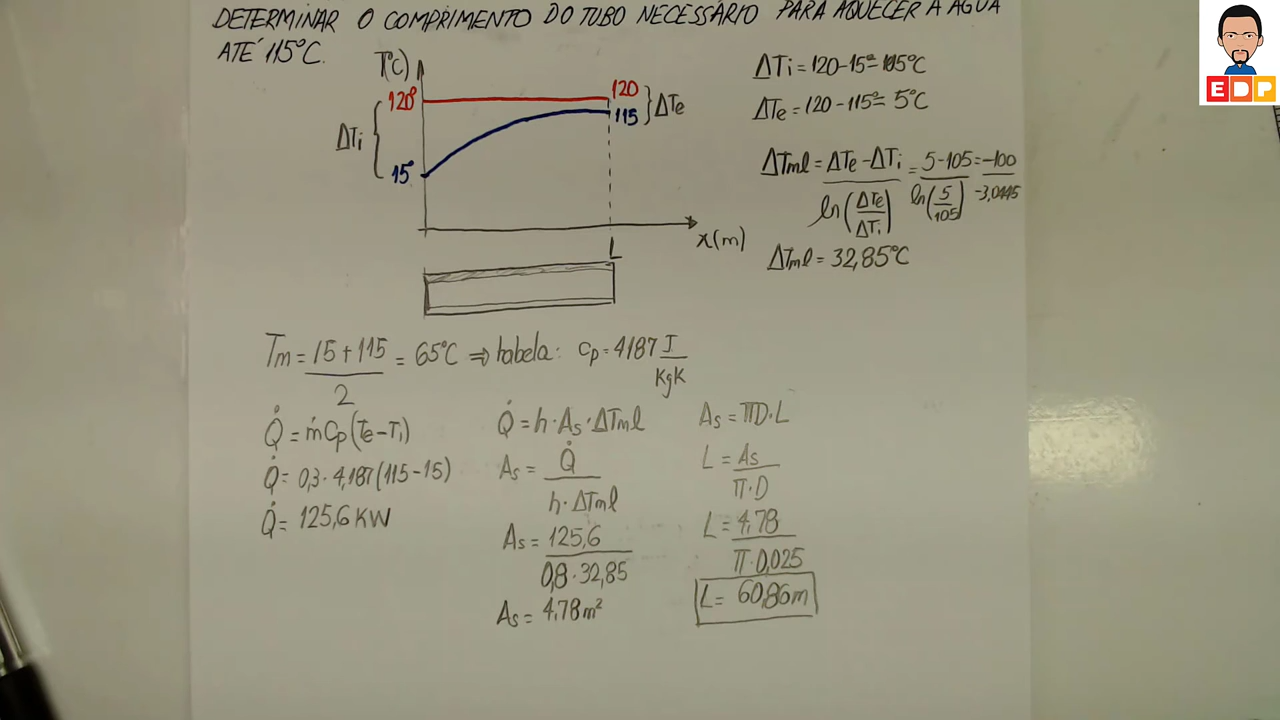 DETERMINAR O COMPRIMENTO DO TUBO NECESSÁRIO PARA AQUECER A ÁGUA
ATÉ 115°C.
T(°C)
120°
120
115
ΔTe
ΔTi
15°
x(m)
L
ΔTi = 120-15° = 105°C
ΔTe = 120-115° = 5°C
ΔTml = ΔTe - ΔTi / ln(ΔTe/ΔTi) = 5-105 / ln(5/105) = -100 / -3,0445
ΔTml = 32,85°C
Tm = 15 + 115 / 2 = 65°C ⇒ tabela: cp = 4187 J / KgK
Q̇ = ṁCp(Te-Ti)
Q̇ = 0,3 · 4,187(115-15)
Q̇ = 125,6 KW
Q̇ = h·As·ΔTml
As = Q̇ / h·ΔTml
As = 125,6 / 0,8·32,85
As = 4,78m²
As = πD·L
L = As / π·D
L = 4,78 / π·0,025
L = 60,86m
EDP